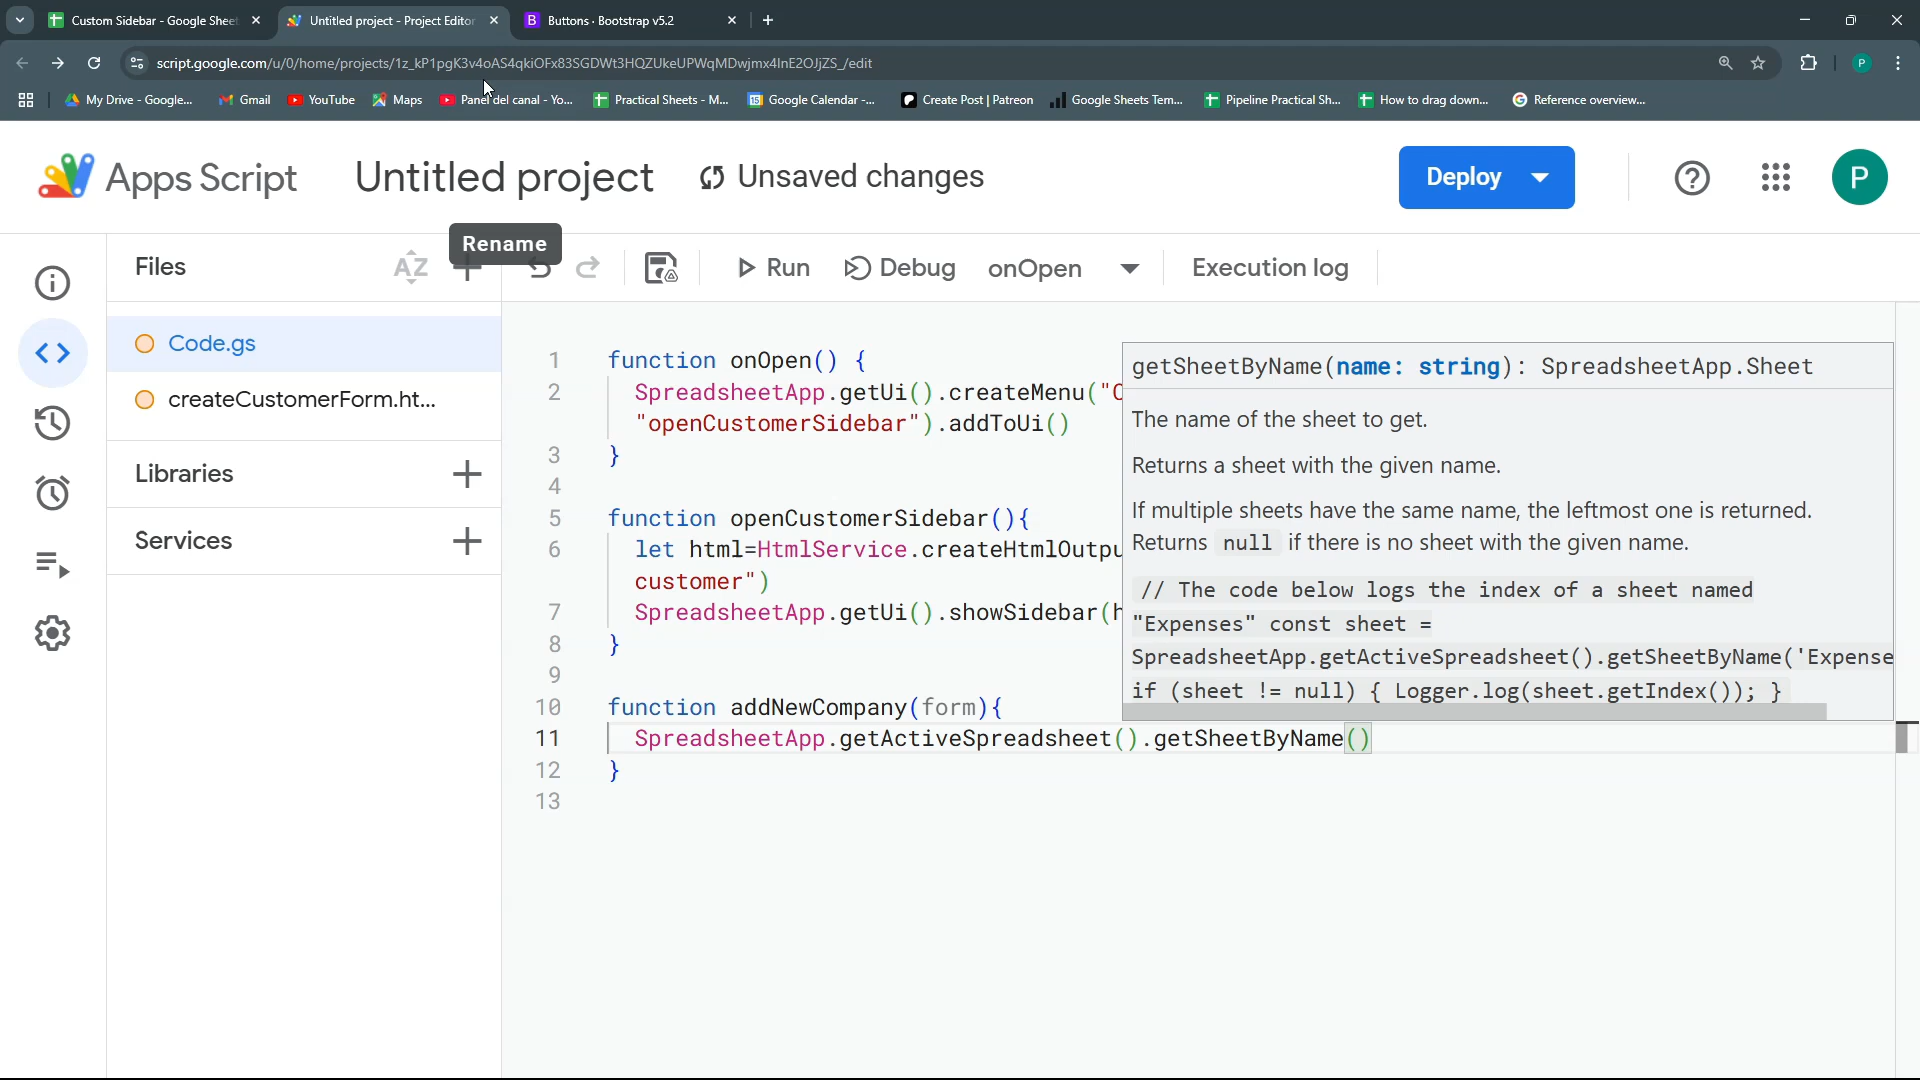 Custom Sidebar - Google Sheet
Untitled project - Project Editor
B Buttons · Bootstrap v5.2
script.google.com/u/0/home/projects/1z_kP1pgK3v4oAS4qkiOFx83SGDWt3HQZUkeUPWqMDwjmx4lnE2OJjZS_/edit
P
My Drive - Google...
Gmail
YouTube
Maps
Panel del canal - Yo...
Practical Sheets - M...
Google Calendar -...
Create Post | Patreon
Google Sheets Tem...
Pipeline Practical Sh...
How to drag down...
Reference overview...
Apps Script
Untitled project
Unsaved changes
Deploy
P
Rename
Files
AZ
Run
Debug
onOpen
Execution log
Code.gs
createCustomerForm.ht...
Libraries
Services
1 function onOpen() {
2 SpreadsheetApp.getUi().createMenu("C
"openCustomerSidebar").addToUi()
3 }
4
5 function openCustomerSidebar(){
6 let html=HtmlService.createHtmlOutpu
customer")
7 SpreadsheetApp.getUi().showSidebar(h
8 }
9
10 function addNewCompany(form){
11 SpreadsheetApp.getActiveSpreadsheet().getSheetByName()
12 }
13
getSheetByName(name: string): SpreadsheetApp.Sheet
The name of the sheet to get.
Returns a sheet with the given name.
If multiple sheets have the same name, the leftmost one is returned.
Returns null if there is no sheet with the given name.
// The code below logs the index of a sheet named
"Expenses" const sheet =
SpreadsheetApp.getActiveSpreadsheet().getSheetByName('Expense
if (sheet != null) { Logger.log(sheet.getIndex()); }